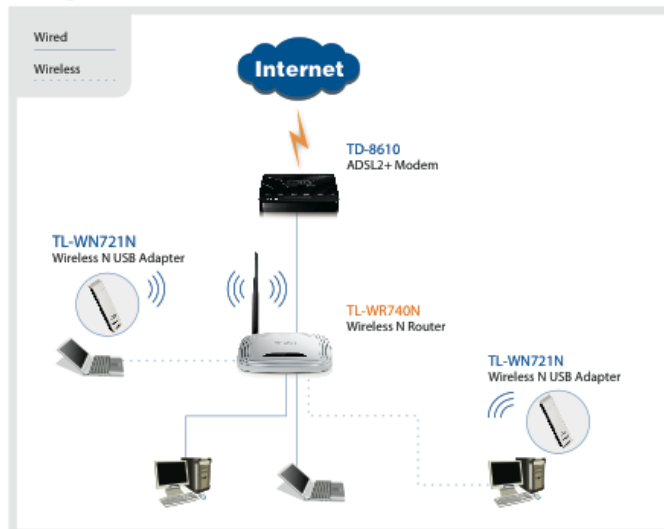 Wired
Wireless
Internet
TD-8610
ADSL2+ Modem
TL-WN721N
Wireless N USB Adapter
TL-WR740N
Wireless N Router
TL-WN721N
Wireless N USB Adapter